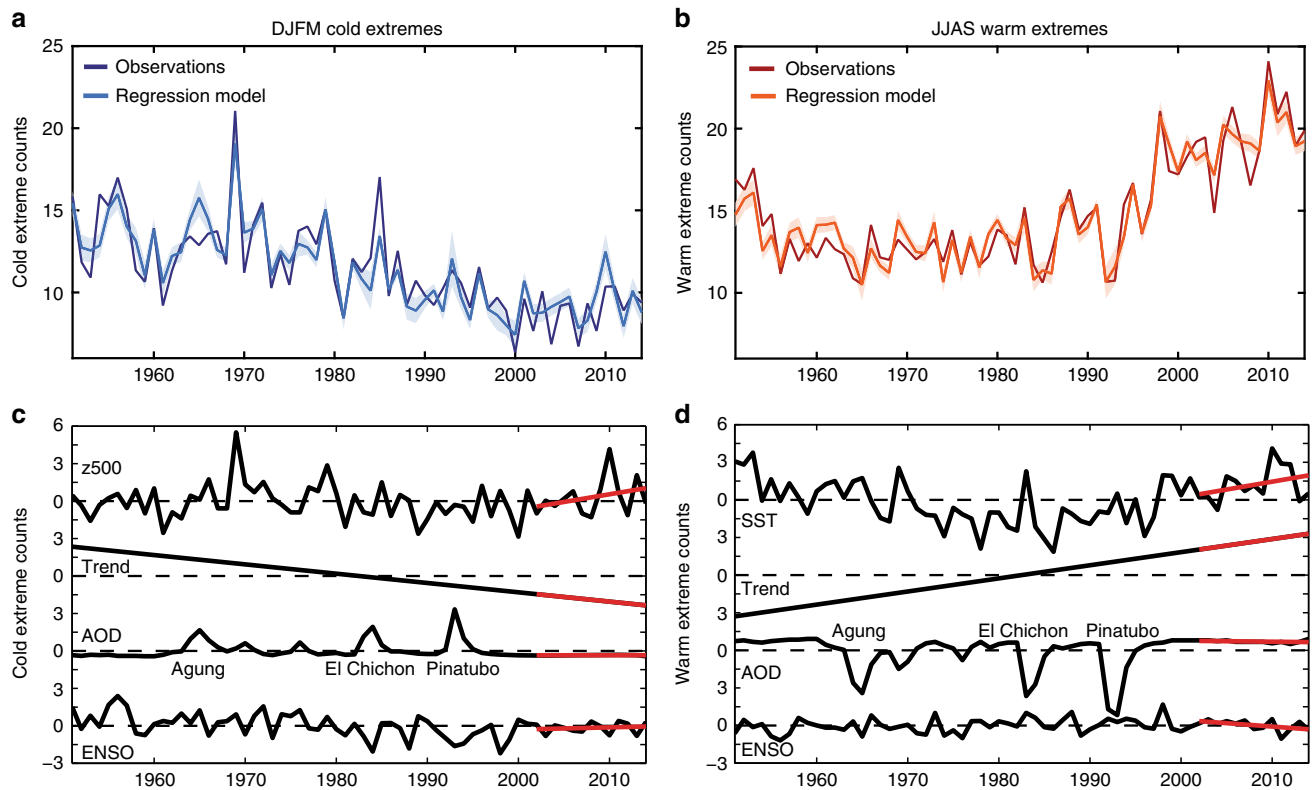 a
DJFM cold extremes
25
20
15
10
Cold extreme counts
Observations
Regression model
1960 1970 1980 1990 2000 2010
b
JJAS warm extremes
25
20
15
10
Warm extreme counts
Observations
Regression model
1960 1970 1980 1990 2000 2010
c
6
3
0
3
0
3
0
3
0
−3
Cold extreme counts
z500
Trend
AOD
Agung El Chichon Pinatubo
ENSO
1960 1970 1980 1990 2000 2010
d
6
3
0
3
0
3
0
3
0
−3
Warm extreme counts
SST
Trend
Agung El Chichon Pinatubo
AOD
ENSO
1960 1970 1980 1990 2000 2010